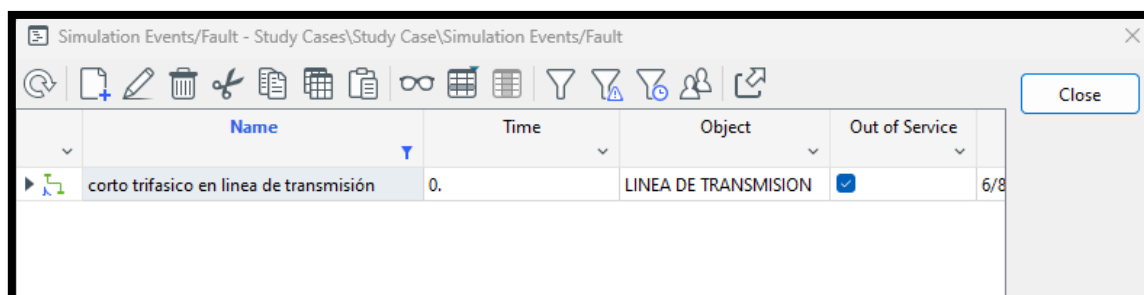 Simulation Events/Fault - Study Cases\Study Case\Simulation Events/Fault
Close
Name Time Object Out of Service
corto trifasico en linea de transmisión 0. LINEA DE TRANSMISION 6/8